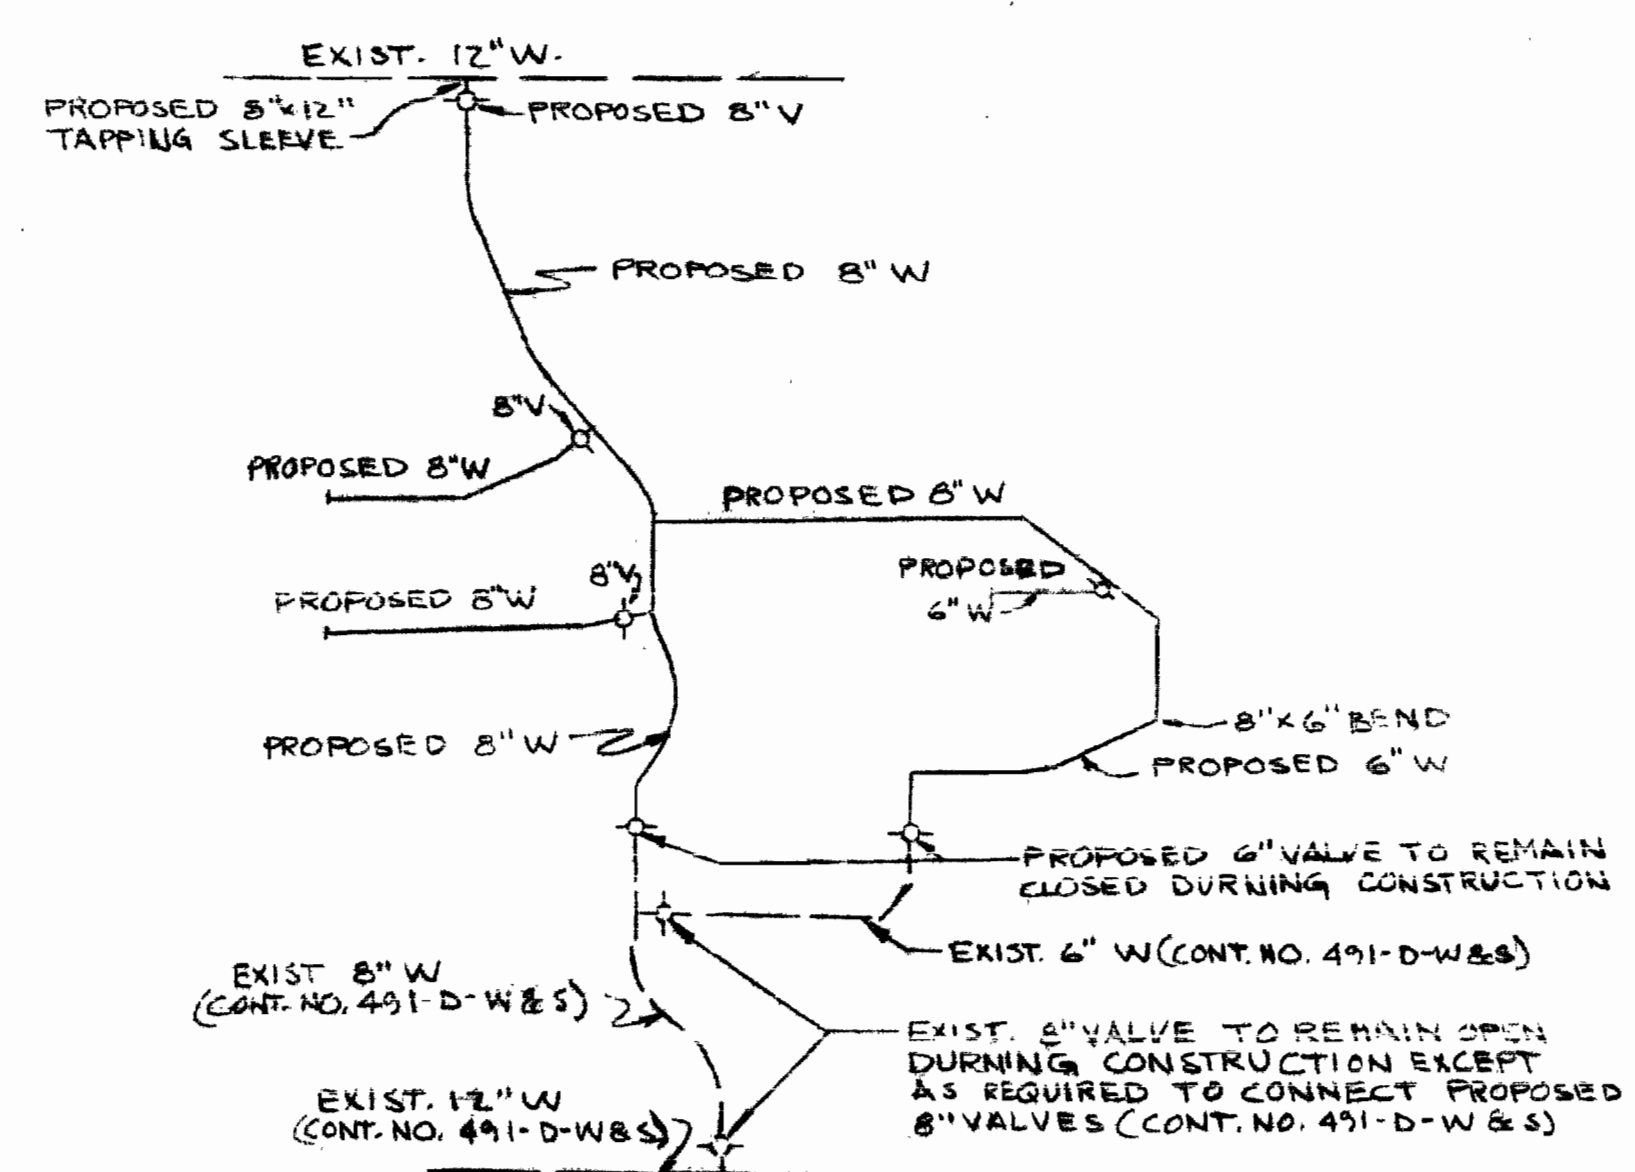 EXIST. 12" W.
PROPOSED 8"x12"
TAPPING SLEEVE
PROPOSED 8" V
PROPOSED 8" W
8"V
PROPOSED 8"W
PROPOSED 8" W
PROPOSED
6" W
8"V
PROPOSED 8"W
PROPOSED 8" W
8"x6" BEND
PROPOSED 6" W
PROPOSED 6" VALVE TO REMAIN
CLOSED DURNING CONSTRUCTION
EXIST. 6" W (CONT. NO. 491-D-W&S)
EXIST 8" W
(CONT. NO. 491-D-W&S)
EXIST. 8" VALVE TO REMAIN OPEN
DURNING CONSTRUCTION EXCEPT
AS REQUIRED TO CONNECT PROPOSED
8" VALVES (CONT. NO. 491-D-W&S)
EXIST. 12" W
(CONT. NO. 491-D-W&S)